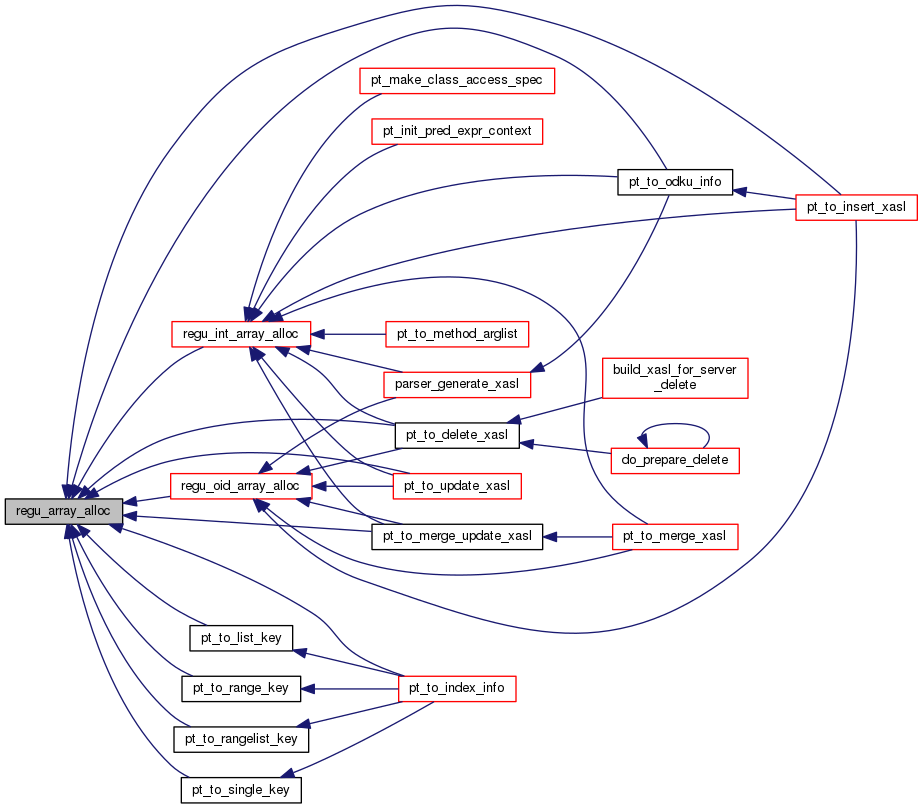 pt_make_class_access_spec
pt_init_pred_expr_context
pt_to_odku_info
pt_to_insert_xasl
regu_int_array_alloc
pt_to_method_arglist
parser_generate_xasl
build_xasl_for_server
_delete
pt_to_delete_xasl
do_prepare_delete
regu_oid_array_alloc
pt_to_update_xasl
regu_array_alloc
pt_to_merge_update_xasl
pt_to_merge_xasl
pt_to_list_key
pt_to_range_key
pt_to_index_info
pt_to_rangelist_key
pt_to_single_key